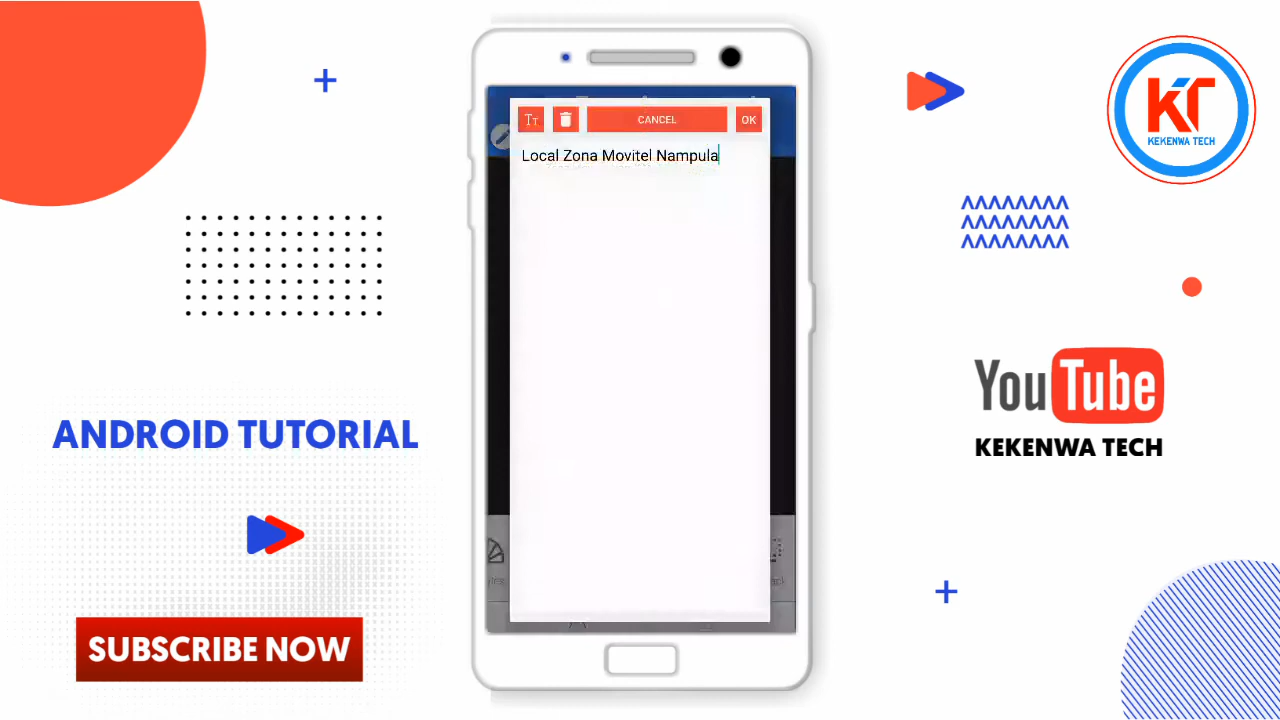 KT
KEKENWA TECH
TT
CANCEL
OK
Local Zona Movitel Nampula
YouTube
KEKENWA TECH
ANDROID TUTORIAL
SUBSCRIBE NOW